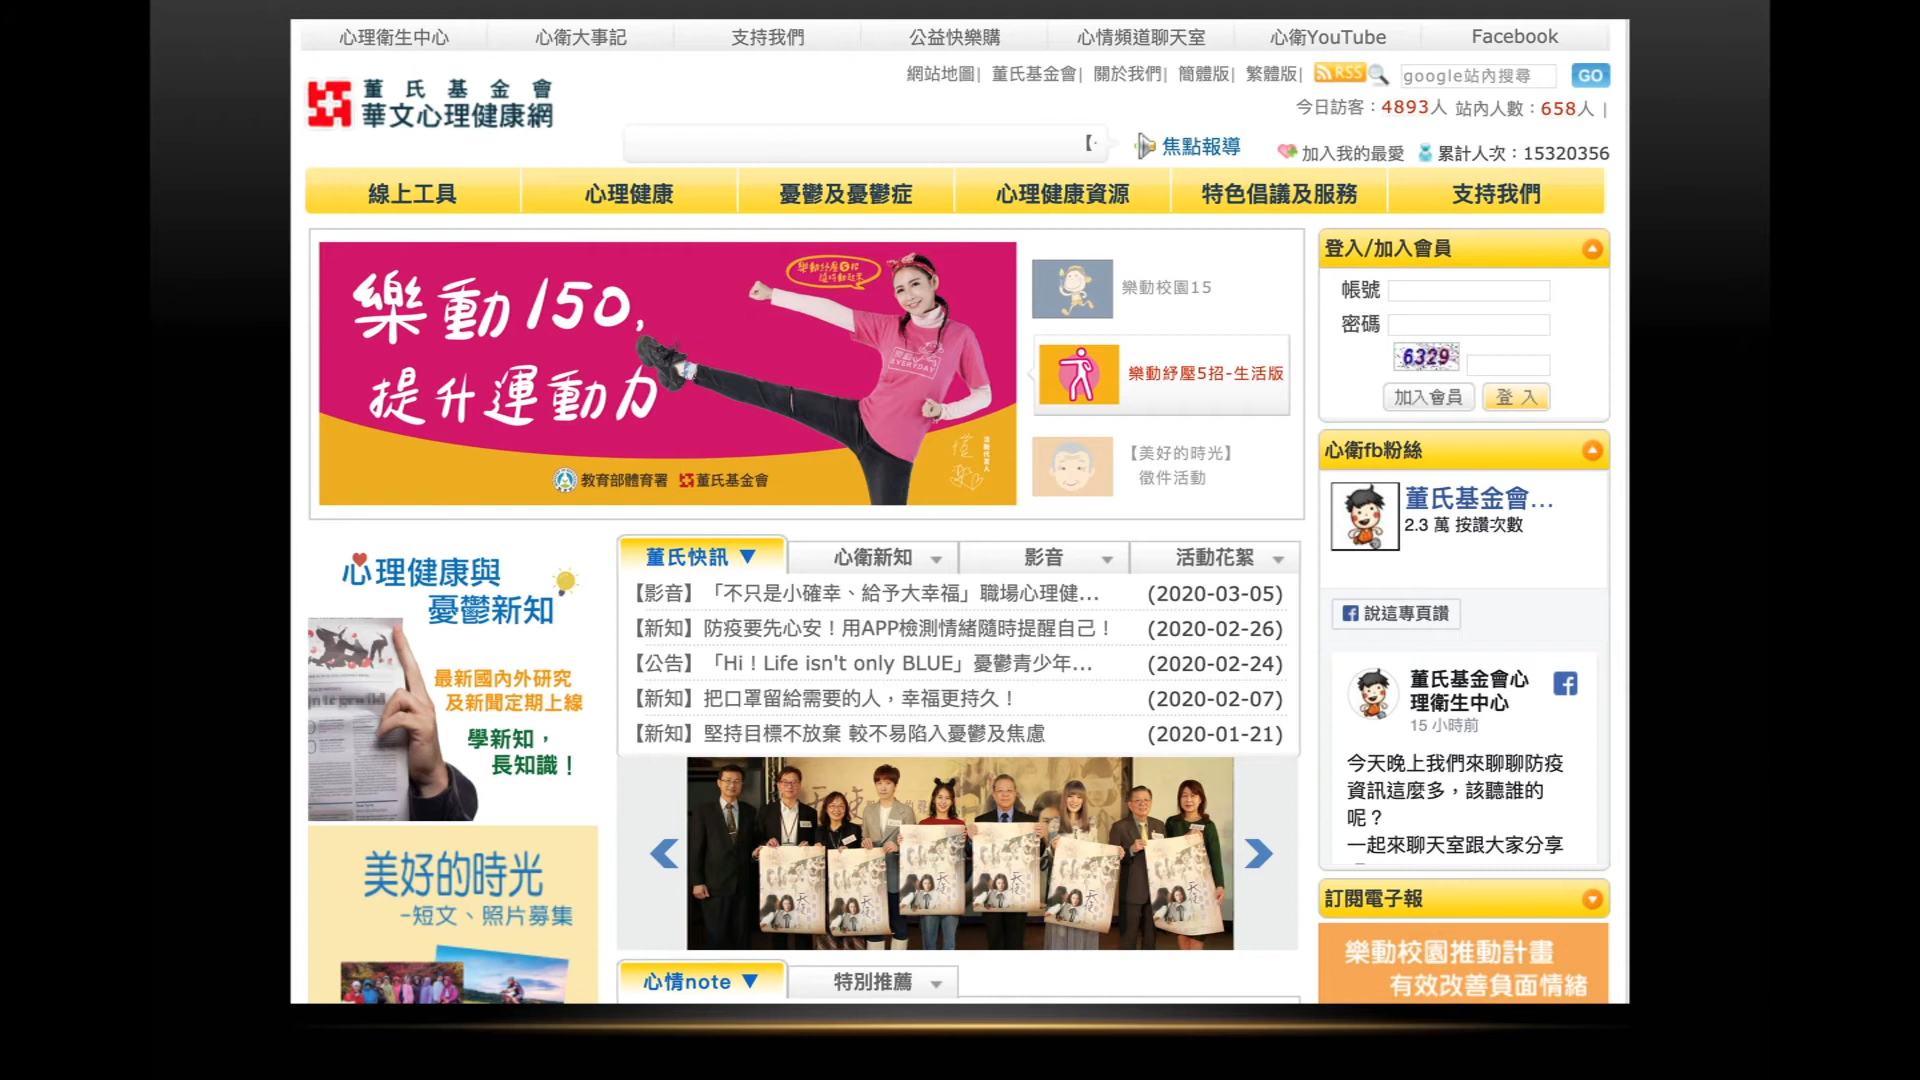 心理衛生中心
心衛大事記
支持我們
公益快樂購
心情頻道聊天室
心衛YouTube
Facebook
網站地圖| 董氏基金會| 關於我們| 簡體版| 繁體版|
RSS
google站內搜尋
GO
董氏基金會
華文心理健康網
今日訪客：4893人 站內人數：658人 |
【·
焦點報導
加入我的最愛
累計人次：15320356
線上工具
心理健康
憂鬱及憂鬱症
心理健康資源
特色倡議及服務
支持我們
樂動150,
提升運動力
樂動紓壓5招
EVERYDAY
活動代言人
教育部體育署
董氏基金會
樂動校園15
樂動紓壓5招-生活版
【美好的時光】
徵件活動
登入/加入會員
帳號
密碼
6329
加入會員
登 入
心衛fb粉絲
董氏基金會...
2.3 萬 按讚次數
說這專頁讚
董氏基金會心
理衛生中心
15 小時前
今天晚上我們來聊聊防疫
資訊這麼多，該聽誰的
呢？
一起來聊天室跟大家分享
訂閱電子報
樂動校園推動計畫
有效改善負面情緒
心理健康與
憂鬱新知
最新國內外研究
及新聞定期上線
學新知，
長知識！
美好的時光
-短文、照片募集
董氏快訊 ▼
心衛新知
影音
活動花絮
【影音】「不只是小確幸、給予大幸福」職場心理健... (2020-03-05)
【新知】防疫要先心安！用APP檢測情緒隨時提醒自己！ (2020-02-26)
【公告】「Hi！Life isn't only BLUE」憂鬱青少年... (2020-02-24)
【新知】把口罩留給需要的人，幸福更持久！ (2020-02-07)
【新知】堅持目標不放棄 較不易陷入憂鬱及焦慮 (2020-01-21)
心情note ▼
特別推薦